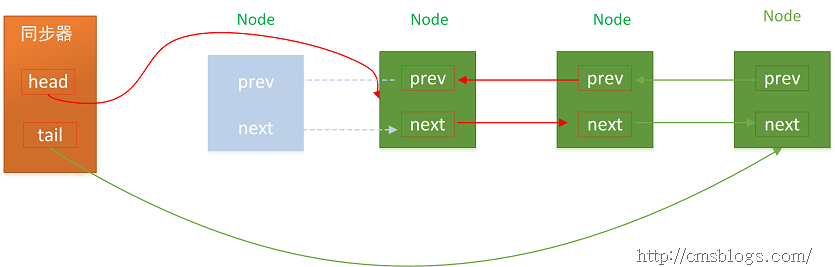 同步器
head
tail
Node
prev
next
Node
prev
next
Node
prev
next
Node
prev
next
http://cmsblogs.com/